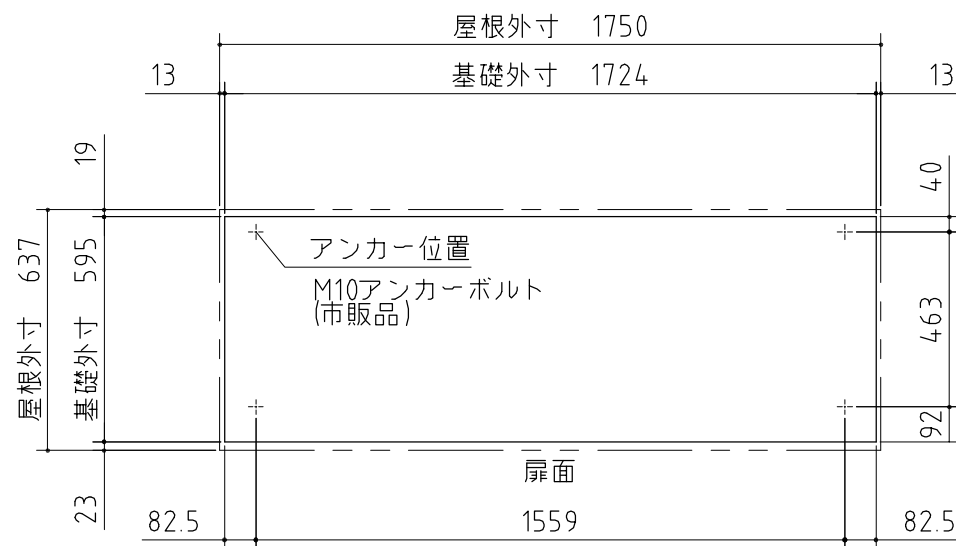 屋根外寸 1750
13
基礎外寸 1724
13
19
40
屋根外寸 637
基礎外寸 595
アンカー位置
M10アンカーボルト
(市販品)
463
92
扉面
23
82.5
1559
82.5